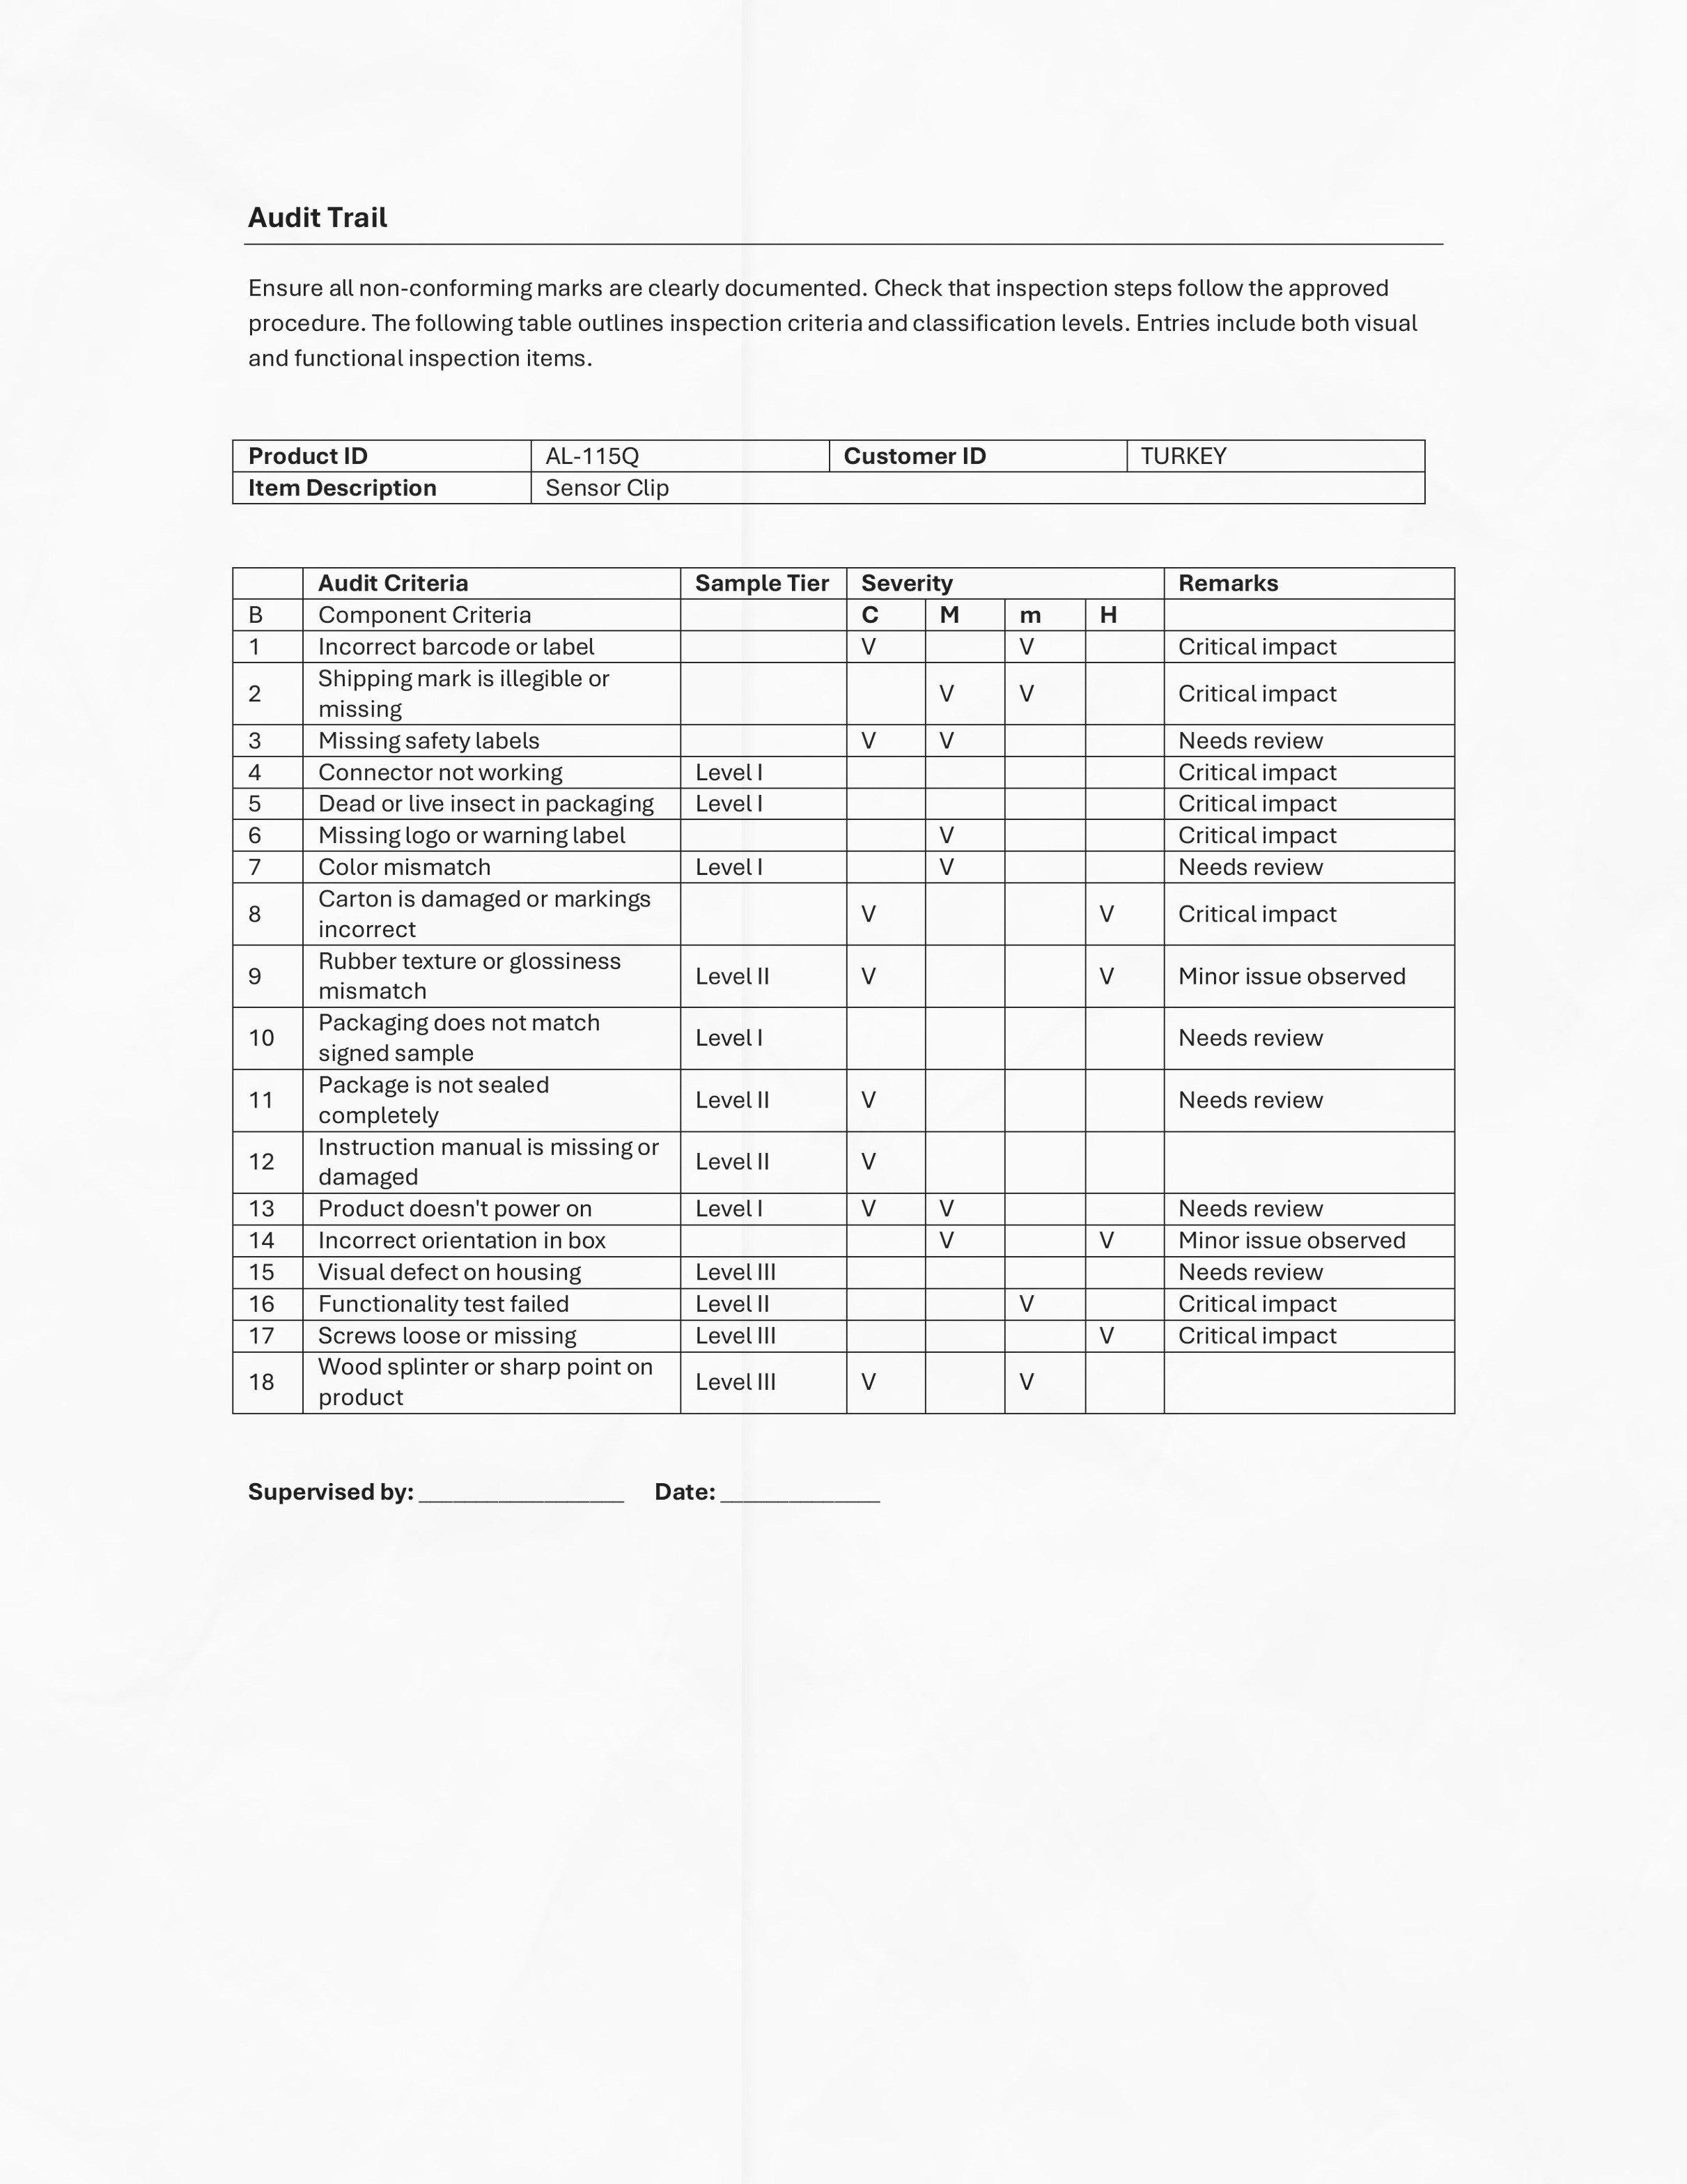 Audit Trail
Ensure all non-conforming marks are clearly documented. Check that inspection steps follow the approved
procedure. The following table outlines inspection criteria and classification levels. Entries include both visual
and functional inspection items.
Product ID AL-115Q Customer ID TURKEY
Item Description Sensor Clip
Audit Criteria Sample Tier Severity Remarks
B Component Criteria C M m H
1 Incorrect barcode or label V V Critical impact
2 Shipping mark is illegible or
missing V V Critical impact
3 Missing safety labels V V Needs review
4 Connector not working Level I Critical impact
5 Dead or live insect in packaging Level I Critical impact
6 Missing logo or warning label V Critical impact
7 Color mismatch Level I V Needs review
8 Carton is damaged or markings
incorrect V V Critical impact
9 Rubber texture or glossiness
mismatch Level II V V Minor issue observed
10 Packaging does not match
signed sample Level I Needs review
11 Package is not sealed
completely Level II V Needs review
12 Instruction manual is missing or
damaged Level II V
13 Product doesn't power on Level I V V Needs review
14 Incorrect orientation in box V V Minor issue observed
15 Visual defect on housing Level III Needs review
16 Functionality test failed Level II V Critical impact
17 Screws loose or missing Level III V Critical impact
18 Wood splinter or sharp point on
product Level III V V
Supervised by: ________________ Date: ____________